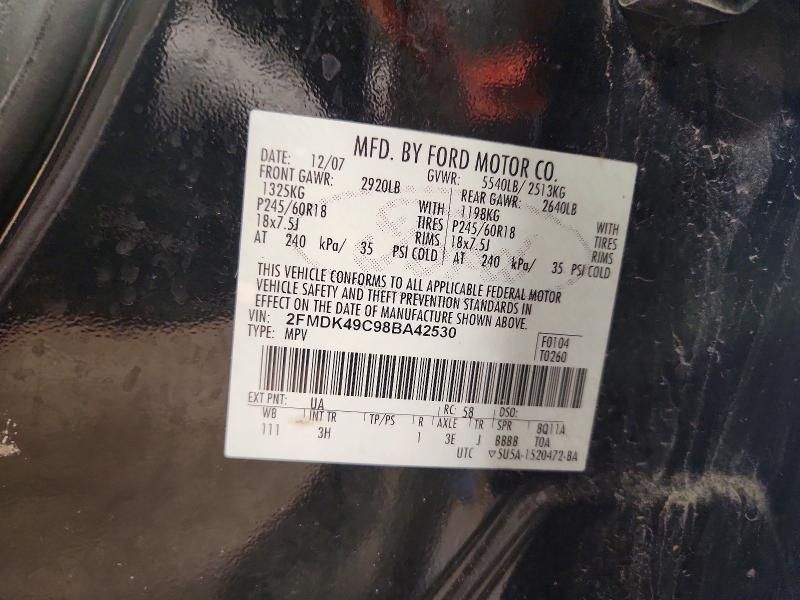 MFD. BY FORD MOTOR CO.
DATE: 12/07 GVWR: 5540LB/ 2513KG
FRONT GAWR: 2920LB REAR GAWR: 2640LB
1325KG WITH 1198KG WITH
P245/60R18 TIRES P245/60R18 TIRES
18x7.5J RIMS 18x7.5J RIMS
AT 240 kPa/ 35 PSI COLD AT 240 kPa/ 35 PSI COLD
THIS VEHICLE CONFORMS TO ALL APPLICABLE FEDERAL MOTOR
VEHICLE SAFETY AND THEFT PREVENTION STANDARDS IN
EFFECT ON THE DATE OF MANUFACTURE SHOWN ABOVE.
VIN: 2FMDK49C98BA42530 F0104
TYPE: MPV T0260
EXT PNT: UA RC: 58 DSO:
WB INT TR TP/PS R AXLE TR SPR BQ11A
111 3H 1 3E J BBBB TOA
UTC ▽5U5A-1520472-BA